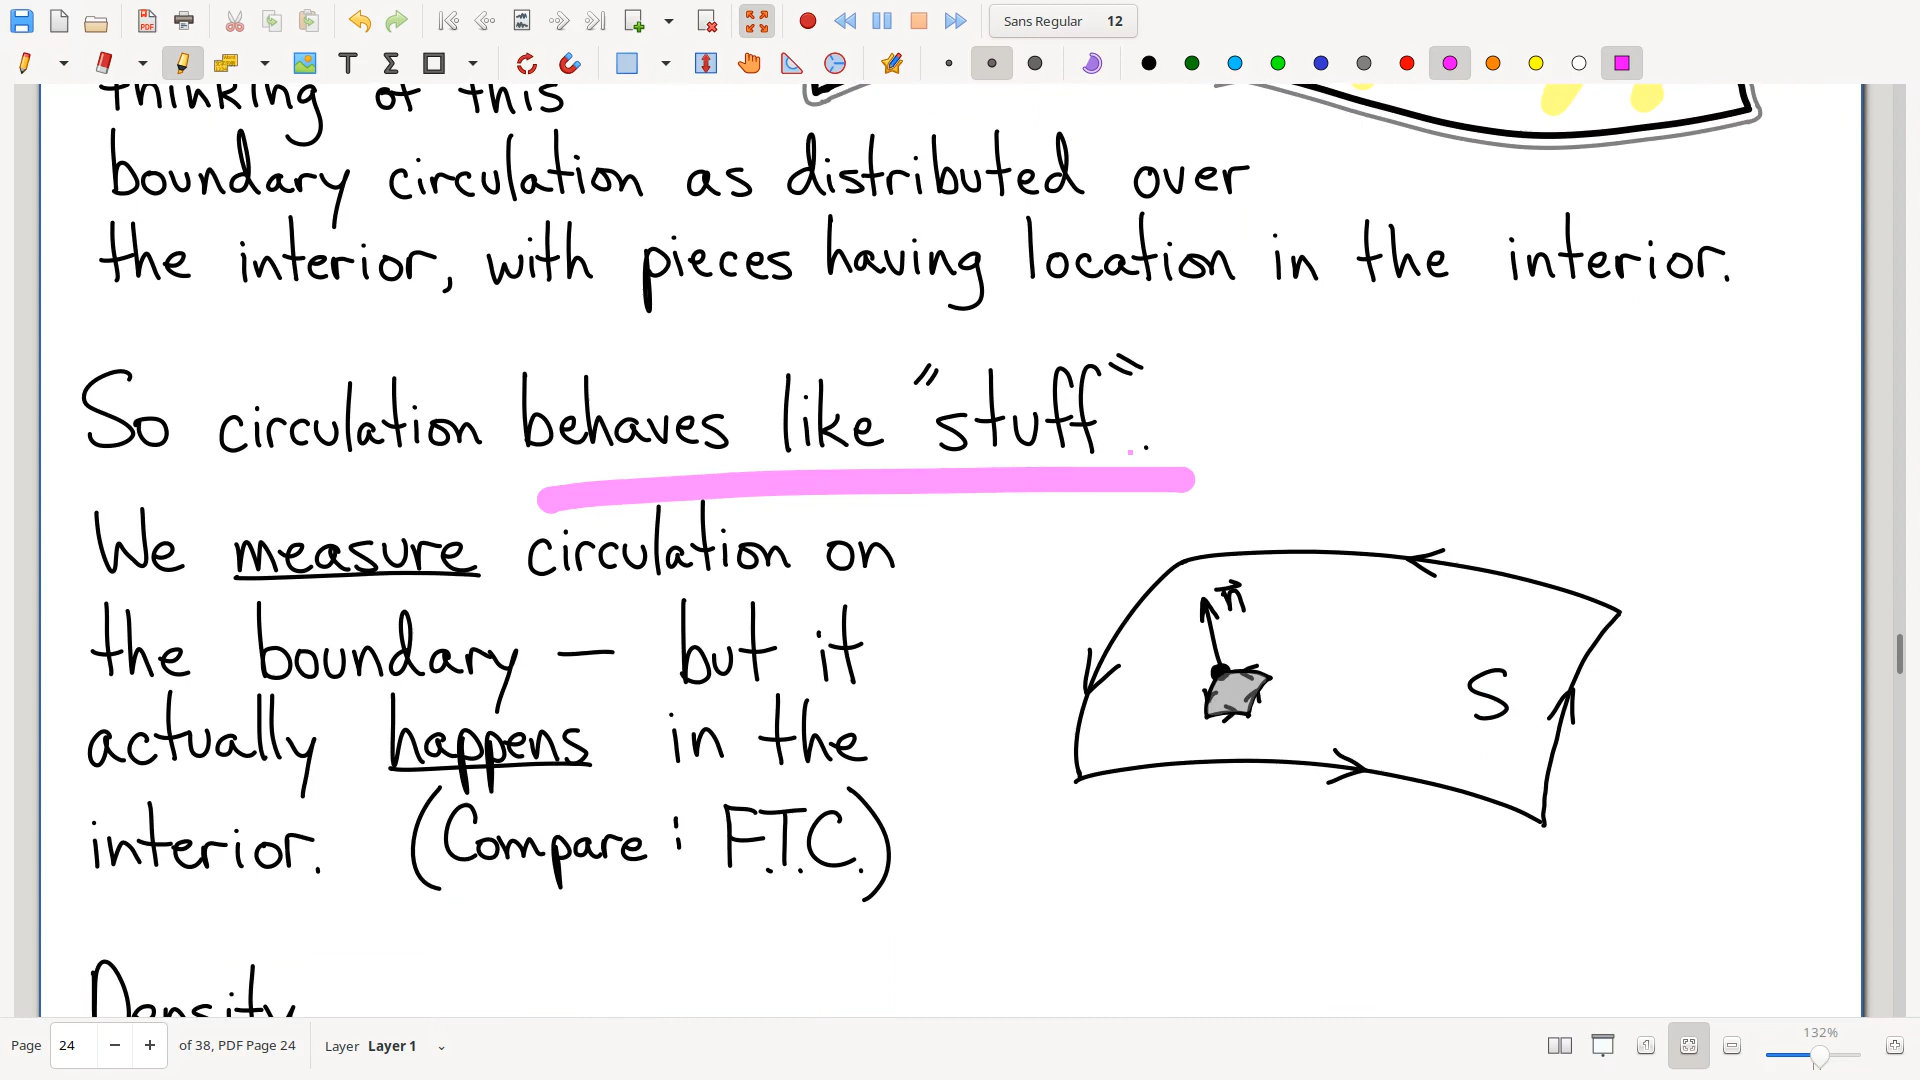 Sans Regular 12
thinking of this
boundary circulation as distributed over
the interior, with pieces having location in the interior.
So circulation behaves like "stuff".
We measure circulation on
the boundary — but it
actually happens in the
interior. (Compare: F.T.C.)
n
S
Density
Page 24 of 38, PDF Page 24 Layer Layer 1 132%